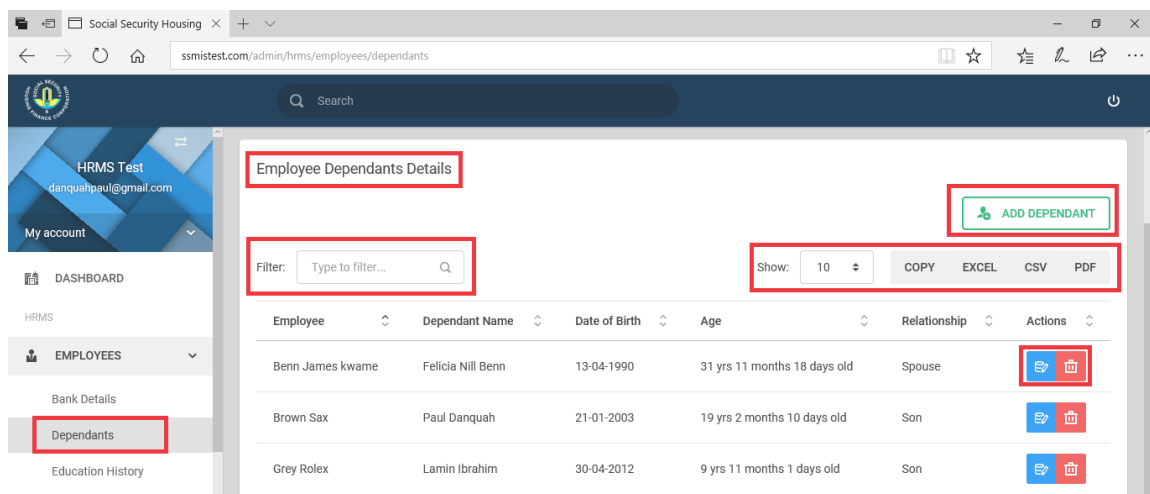 Social Security Housing
ssmistest.com/admin/hrms/employees/dependants
Search
HRMS Test
danquahpaul@gmail.com
My account
DASHBOARD
HRMS
EMPLOYEES
Bank Details
Dependants
Education History
Employee Dependants Details
ADD DEPENDANT
Filter: Type to filter... Show: 10 COPY EXCEL CSV PDF
Employee Dependant Name Date of Birth Age Relationship Actions
Benn James kwame Felicia Nill Benn 13-04-1990 31 yrs 11 months 18 days old Spouse
Brown Sax Paul Danquah 21-01-2003 19 yrs 2 months 10 days old Son
Grey Rolex Lamin Ibrahim 30-04-2012 9 yrs 11 months 1 days old Son